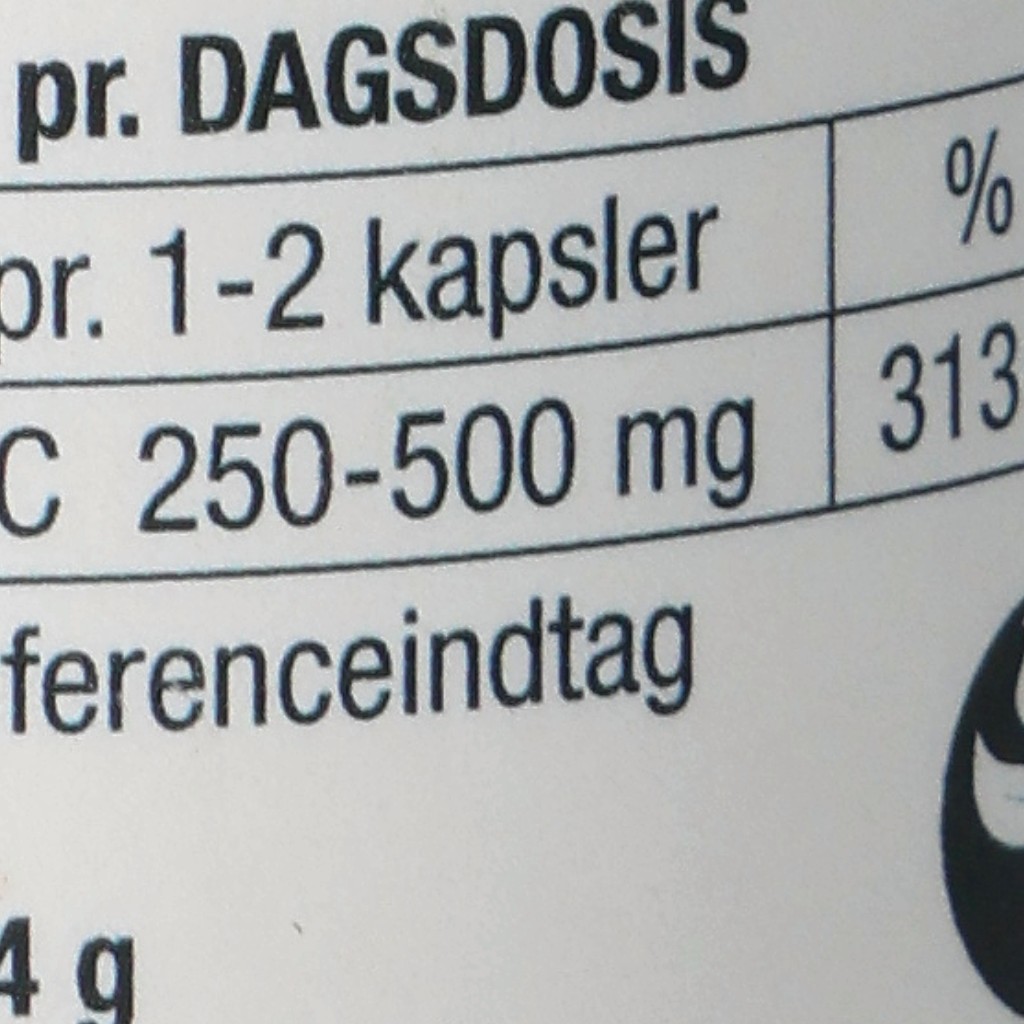 pr. DAGSDOSIS
pr. 1-2 kapsler %
C 250-500 mg 313
ferenceindtag
4 g